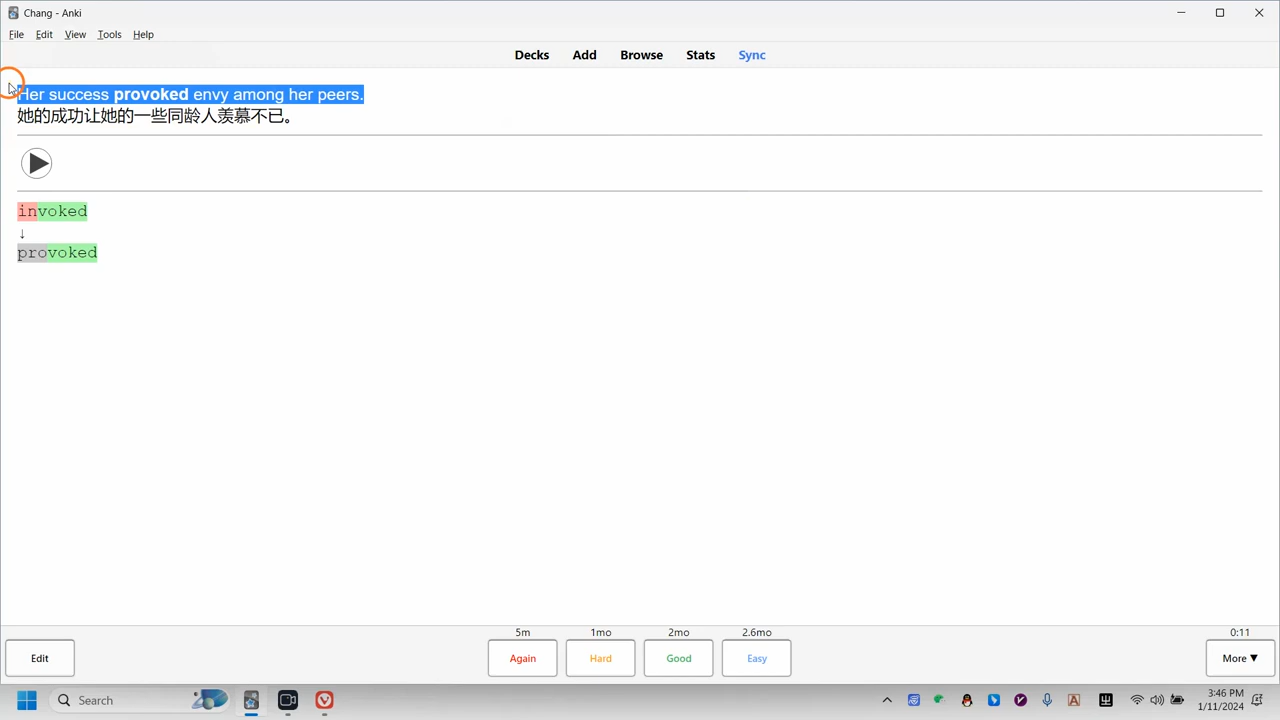 Chang - Anki
File Edit View Tools Help
Decks Add Browse Stats Sync
Her success provoked envy among her peers.
她的成功让她的一些同龄人羡慕不已。
invoked
↓
provoked
5m 1mo 2mo 2.6mo 0:11
Edit Again Hard Good Easy More ▼
Search
3:46 PM
1/11/2024